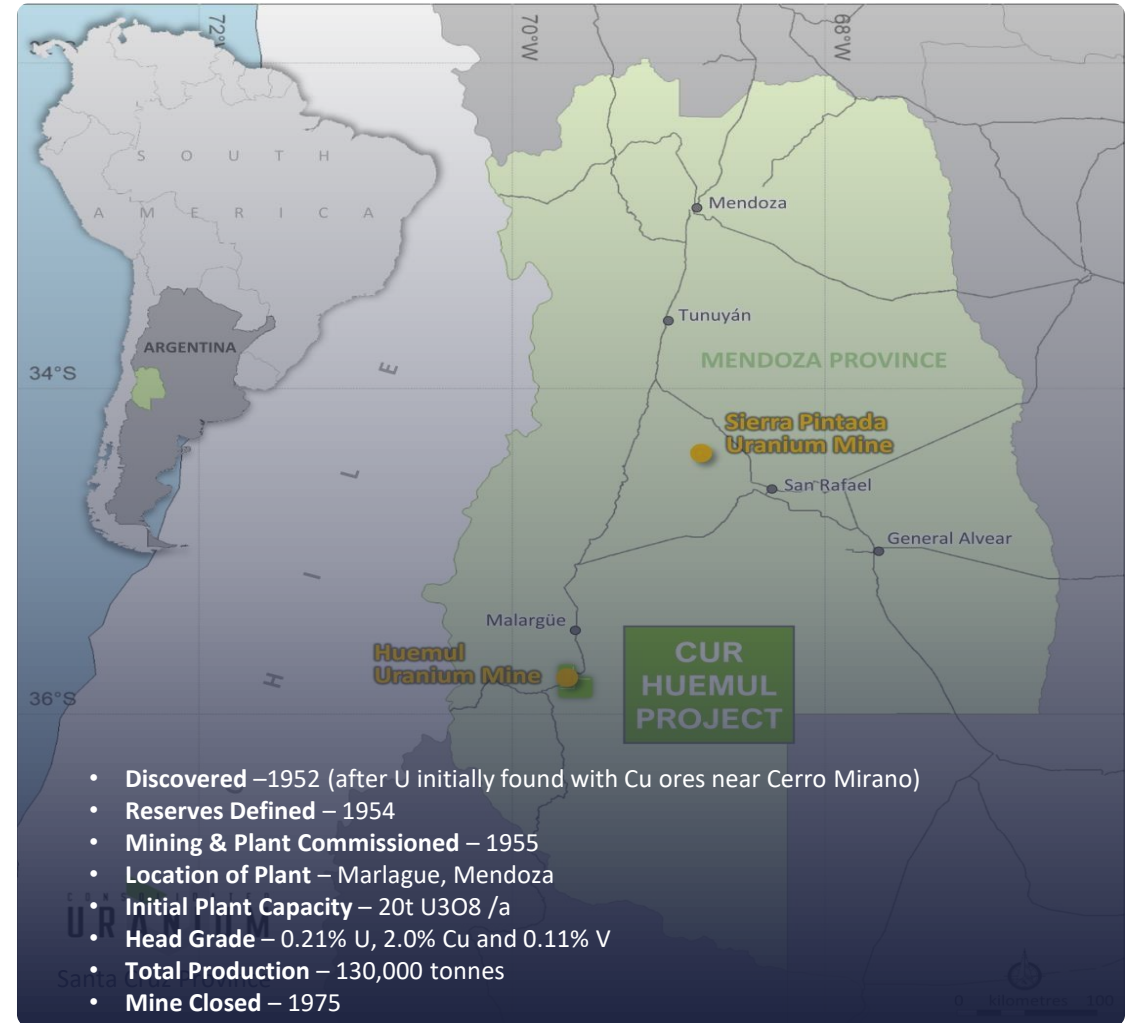 72°W
70°W
68°W
SOUTH
AMERICA
ARGENTINA
CHILE
34°S
36°S
Mendoza
Tunuyán
MENDOZA PROVINCE
Sierra Pintada
Uranium Mine
San Rafael
General Alvear
Malargüe
Huemul
Uranium Mine
CUR
HUEMUL
PROJECT
• Discovered –1952 (after U initially found with Cu ores near Cerro Mirano)
• Reserves Defined – 1954
• Mining & Plant Commissioned – 1955
• Location of Plant – Marlague, Mendoza
• Initial Plant Capacity – 20t U3O8 /a
URANIUM
• Head Grade – 0.21% U, 2.0% Cu and 0.11% V
• Total Production – 130,000 tonnes
Santa Cruz Province
• Mine Closed – 1975
0 kilometres 100